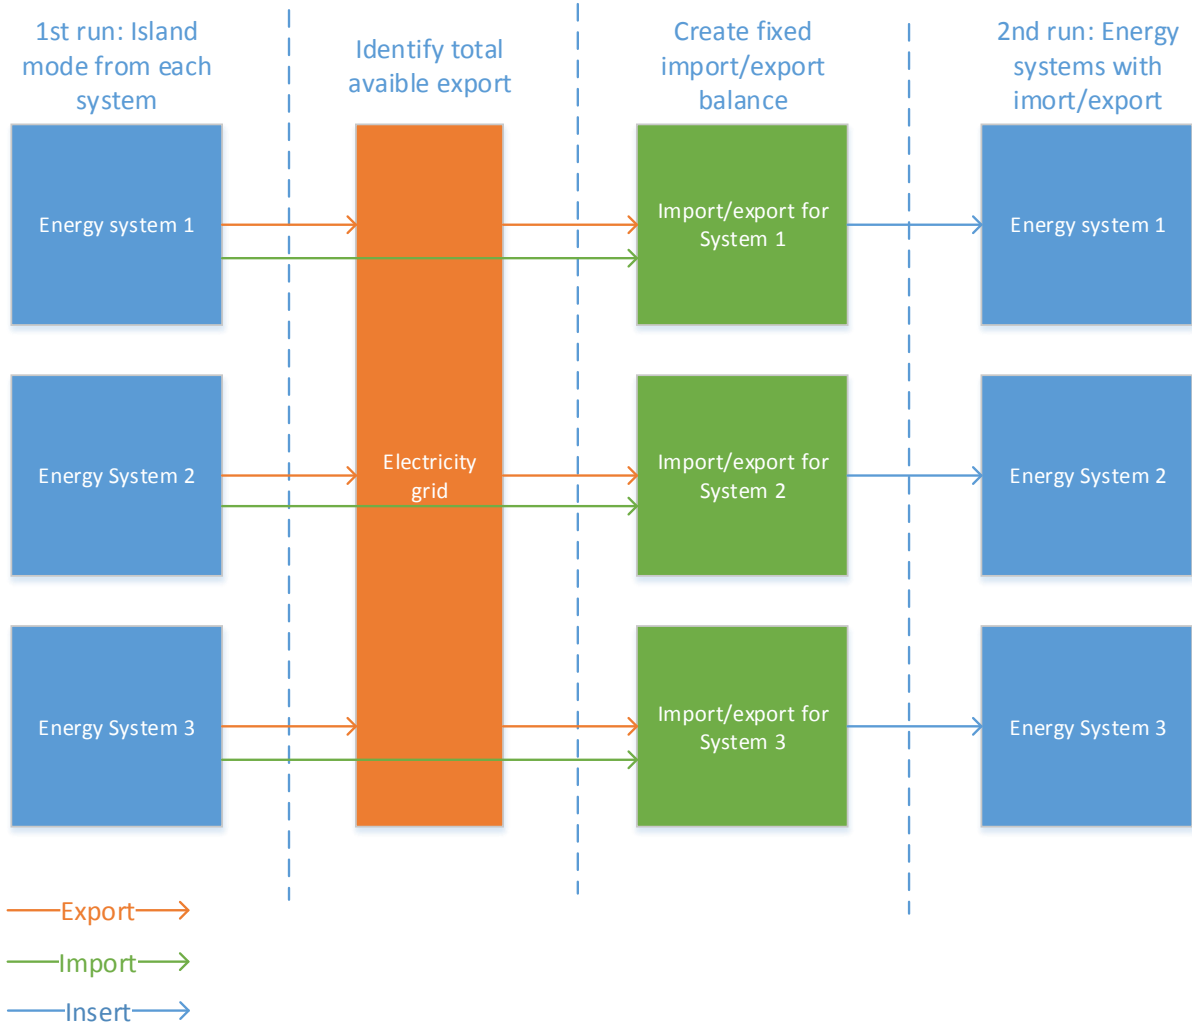 1st run: Island
mode from each
system
Identify total
avaible export
Create fixed
import/export
balance
2nd run: Energy
systems with
imort/export
Energy system 1
Import/export for
System 1
Energy system 1
Energy System 2
Electricity
grid
Import/export for
System 2
Energy System 2
Energy System 3
Import/export for
System 3
Energy System 3
Export
Import
Insert